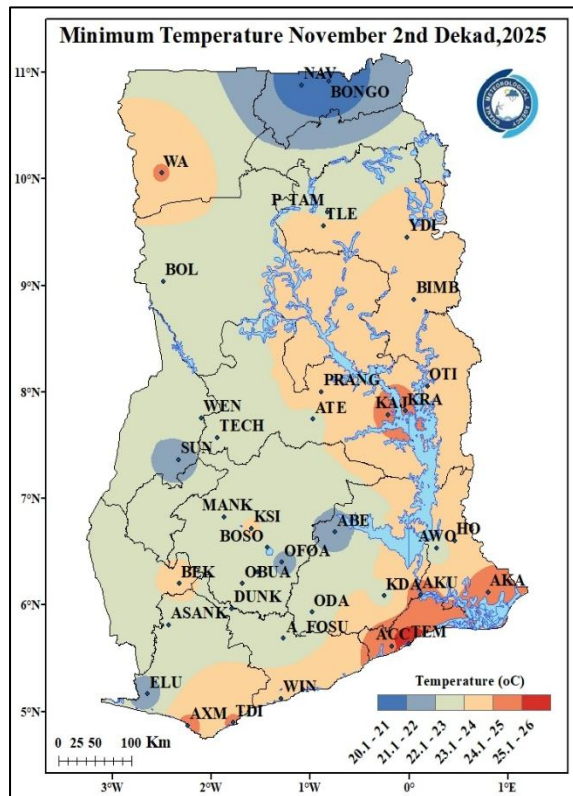 Minimum Temperature November 2nd Dekad,2025
11°N
NAV
BONGO
WA
10°N
P_TAM
TLE
YDI
9°N
BOL
BIMB
OTI
PRANG
8°N
KAJ
KRA
WEN
ATE
TECH
SUN
7°N
MANK
KSI
ABE
BOSO
AWO
HO
OFOA
BEK
OBUA
KDA
AKU
AKA
6°N
DUNK
ODA
ASANK
A_FOSU
ACC
TEM
ELU
WIN
Temperature (oC)
AXM
TDI
5°N
20.1 - 21
21.1 - 22
22.1 - 23
23.1 - 24
24.1 - 25
25.1 - 26
0 25 50 100 Km
3°W 2°W 1°W 0° 1°E